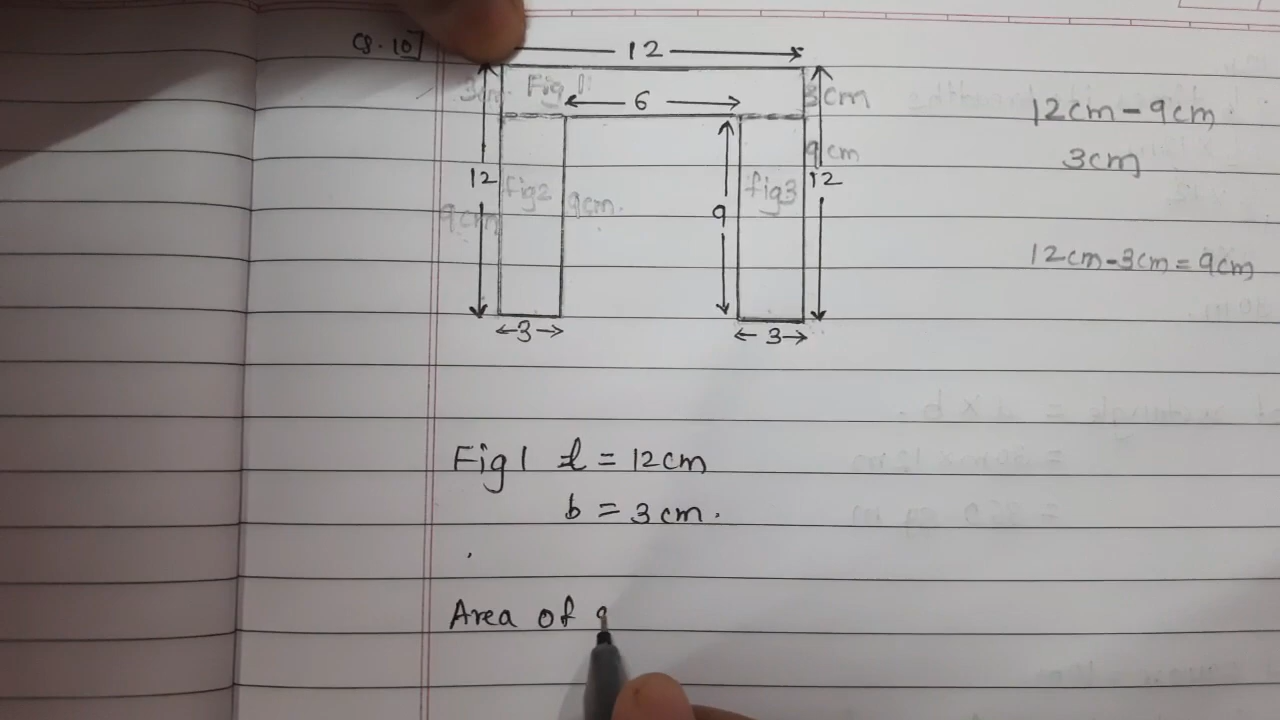 (8.10]
12
3cm Fig 1 3cm
6
9cm
12 fig2 9cm. 9 fig3 12
9cm
3 3
12cm - 9cm
3cm
12cm - 3cm = 9cm
Fig 1 l = 12cm
b = 3cm.
Area of